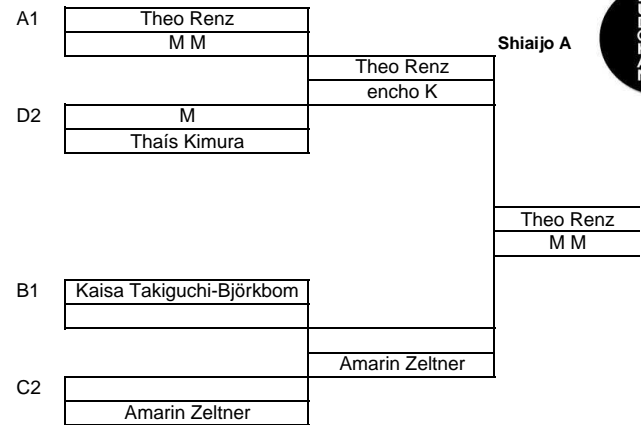 A1
Theo Renz
M M
Shiaijo A
Theo Renz
encho K
D2
M
Thaís Kimura
Theo Renz
M M
B1
Kaisa Takiguchi-Björkbom
Amarin Zeltner
C2
Amarin Zeltner